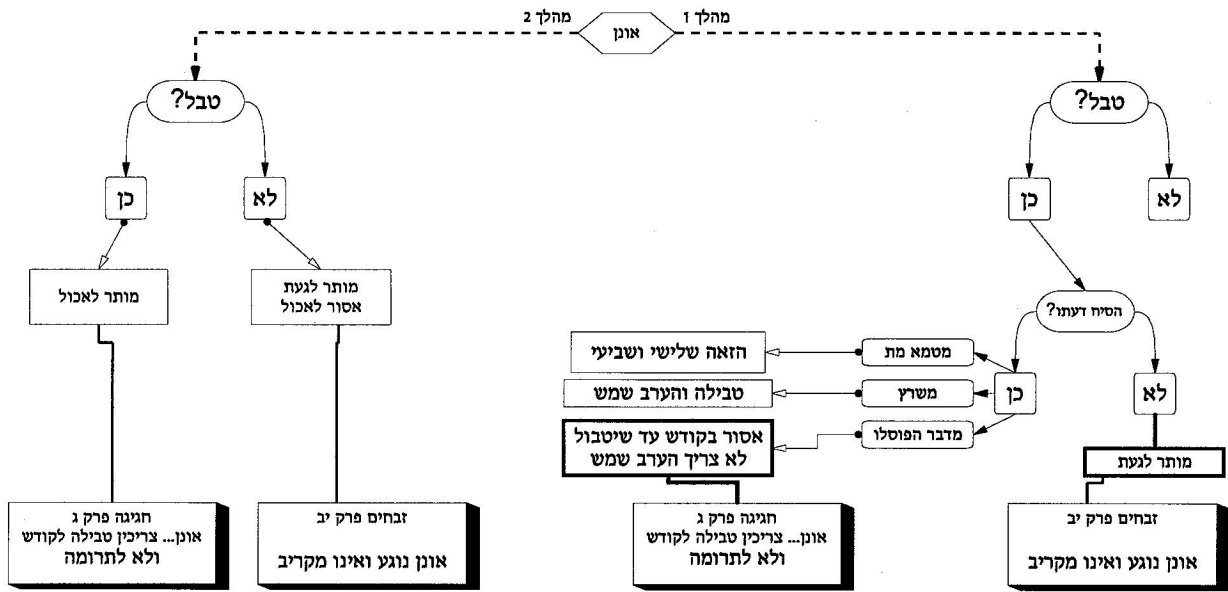 אונן
מהלך 1
מהלך 2
טבל?
לא
כן
הסיח דעתו?
לא
כן
מותר לגעת
מטמא מת
הזאה שלישי ושביעי
משרץ
טבילה והערב שמש
מדבר הפוסלו
אסור בקודש עד שיטבול
לא צריך הערב שמש
זבחים פרק יב
אונן נוגע ואינו מקריב
חגיגה פרק ג
אונן... צריכין טבילה לקודש
ולא לתרומה
טבל?
לא
כן
מותר לגעת
אסור לאכול
מותר לאכול
זבחים פרק יב
אונן נוגע ואינו מקריב
חגיגה פרק ג
אונן... צריכין טבילה לקודש
ולא לתרומה